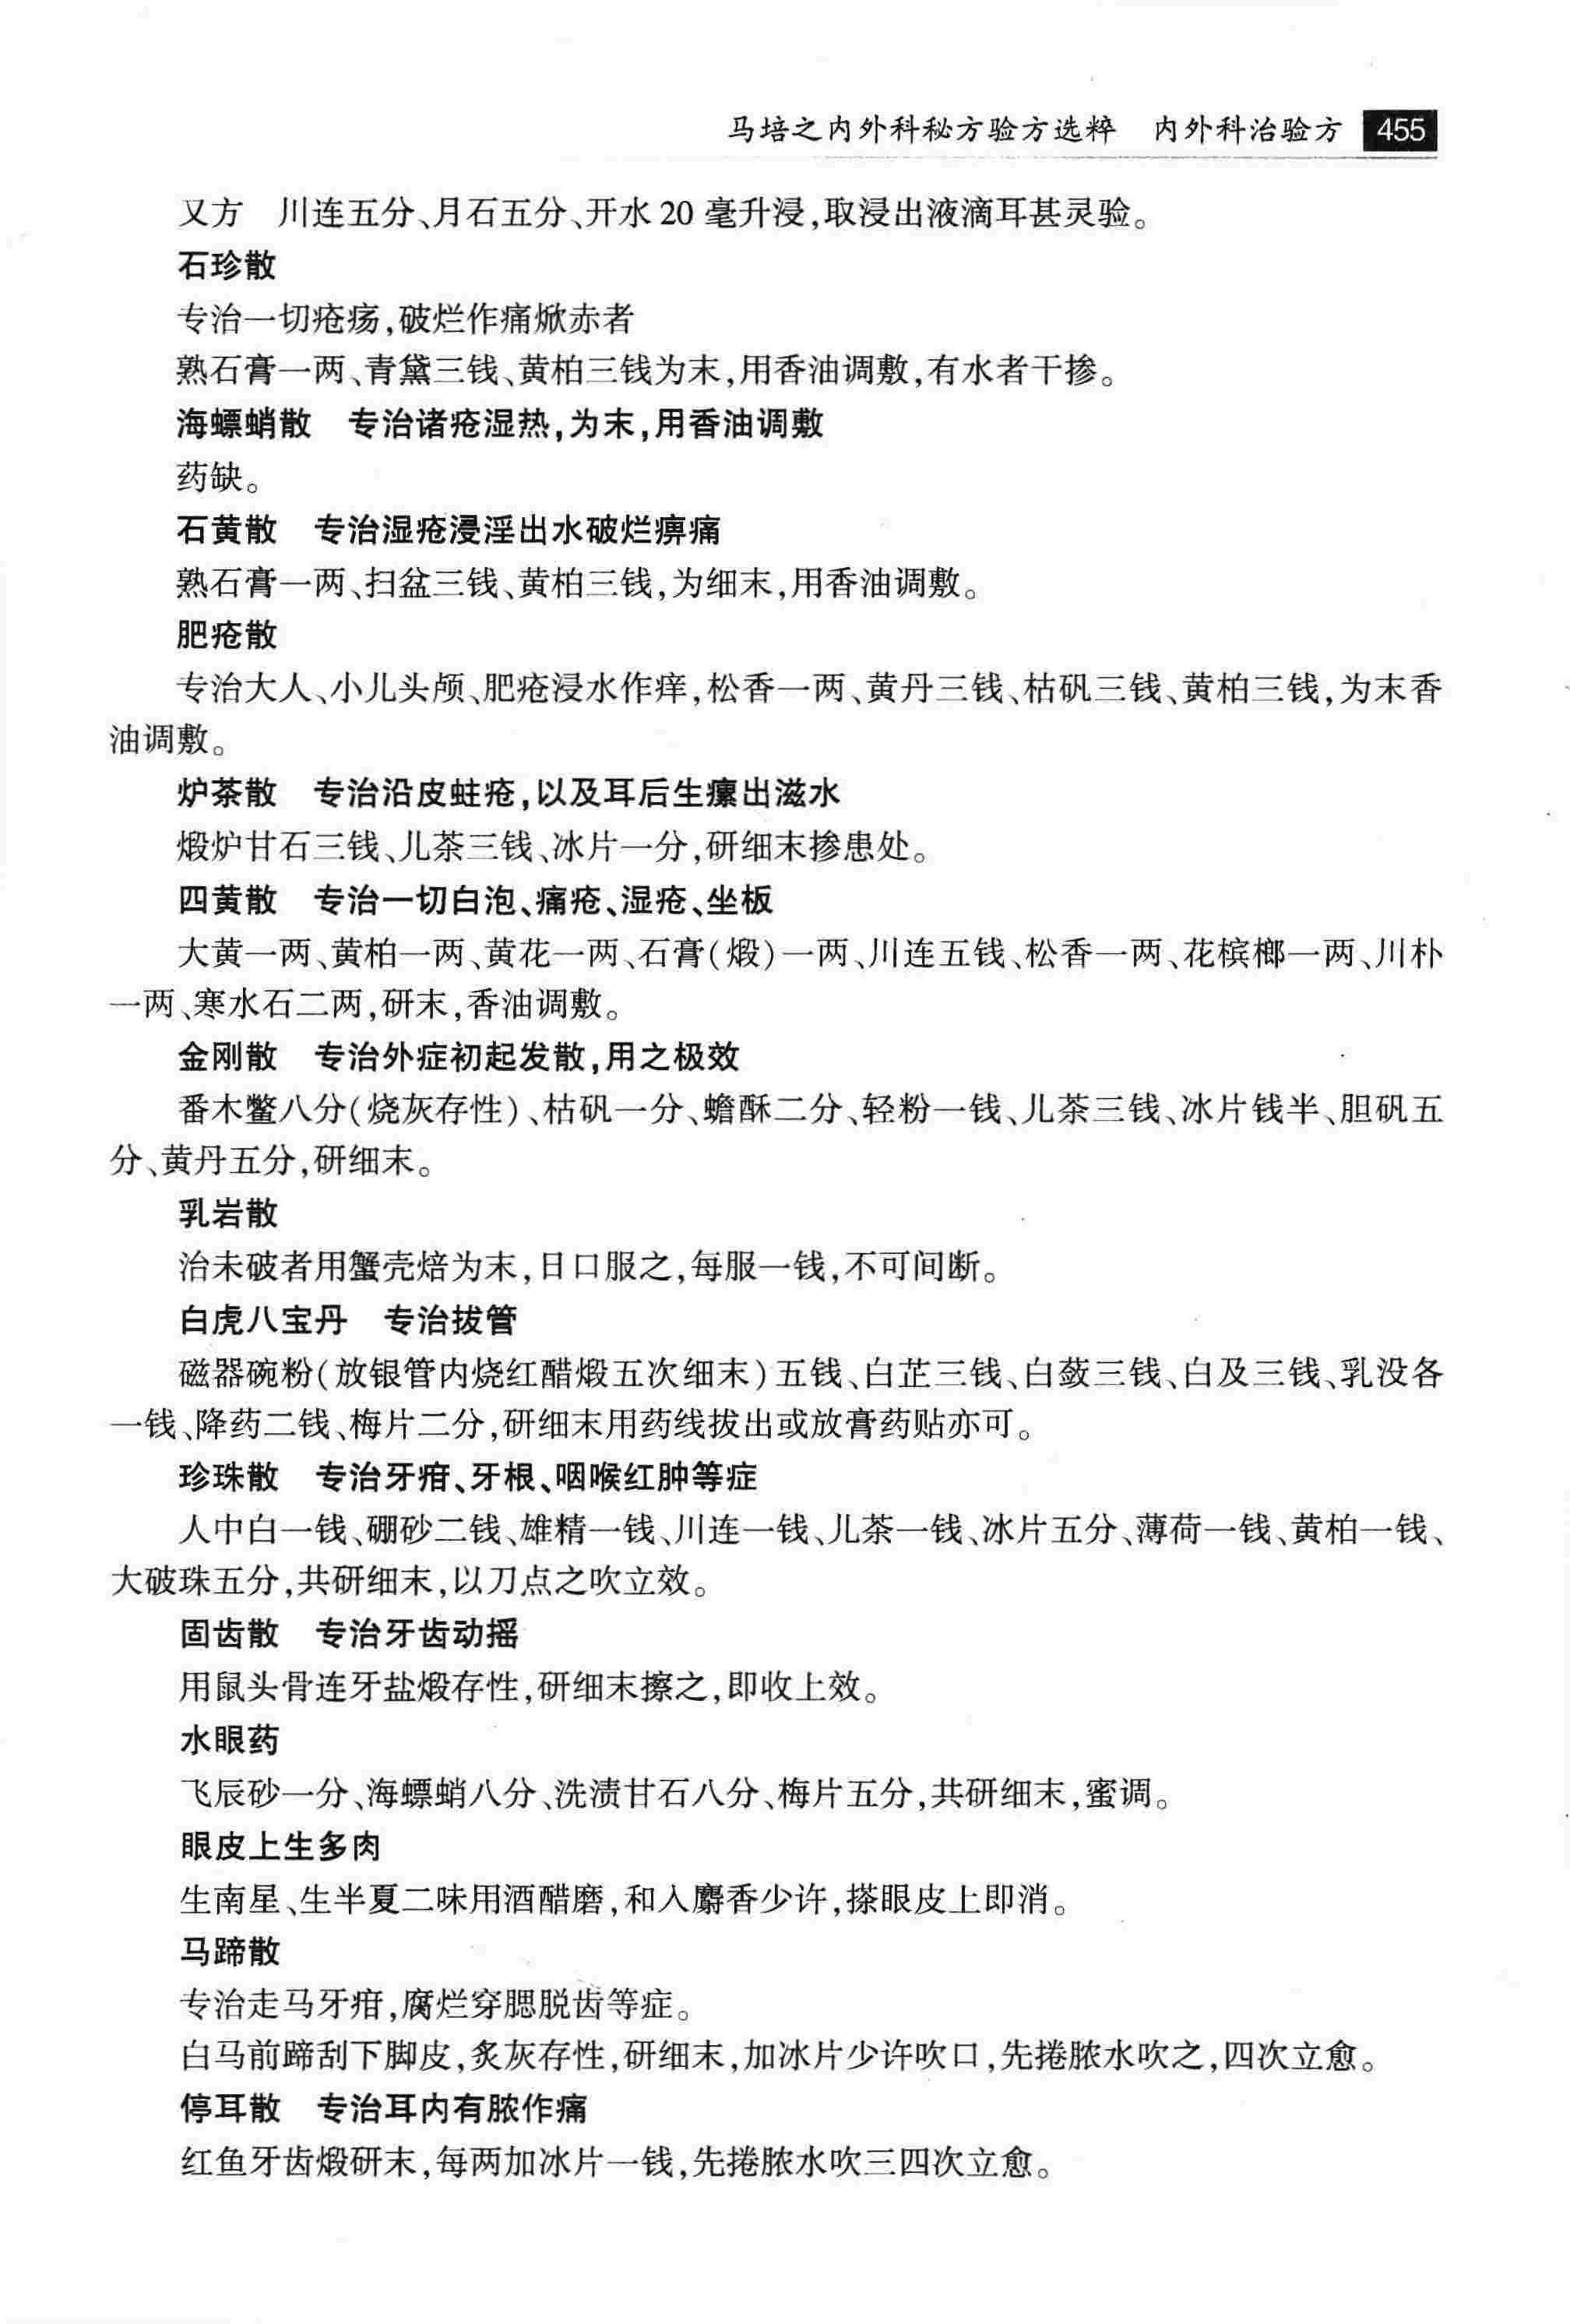 马培之内外科秘方验方选粹　内外科治验方 455
又方　川连五分、月石五分、开水 20 毫升浸,取浸出液滴耳甚灵验。
石珍散
专治一切疮疡,破烂作痛焮赤者
熟石膏一两、青黛三钱、黄柏三钱为末,用香油调敷,有水者干掺。
海螵蛸散　专治诸疮湿热,为末,用香油调敷
药缺。
石黄散　专治湿疮浸淫出水破烂痹痛
熟石膏一两、扫盆三钱、黄柏三钱,为细末,用香油调敷。
肥疮散
专治大人、小儿头颅、肥疮浸水作痒,松香一两、黄丹三钱、枯矾三钱、黄柏三钱,为末香
油调敷。
炉茶散　专治沿皮蛀疮,以及耳后生瘰出滋水
煅炉甘石三钱、儿茶三钱、冰片一分,研细末掺患处。
四黄散　专治一切白泡、痛疮、湿疮、坐板
大黄一两、黄柏一两、黄花一两、石膏(煅)一两、川连五钱、松香一两、花槟榔一两、川朴
一两、寒水石二两,研末,香油调敷。
金刚散　专治外症初起发散,用之极效
番木鳖八分(烧灰存性)、枯矾一分、蟾酥二分、轻粉一钱、儿茶三钱、冰片钱半、胆矾五
分、黄丹五分,研细末。
乳岩散
治未破者用蟹壳焙为末,日口服之,每服一钱,不可间断。
白虎八宝丹　专治拔管
磁器碗粉(放银管内烧红醋煅五次细末)五钱、白芷三钱、白蔹三钱、白及三钱、乳没各
一钱、降药二钱、梅片二分,研细末用药线拔出或放膏药贴亦可。
珍珠散　专治牙疳、牙根、咽喉红肿等症
人中白一钱、硼砂二钱、雄精一钱、川连一钱、儿茶一钱、冰片五分、薄荷一钱、黄柏一钱、
大破珠五分,共研细末,以刀点之吹立效。
固齿散　专治牙齿动摇
用鼠头骨连牙盐煅存性,研细末擦之,即收上效。
水眼药
飞辰砂一分、海螵蛸八分、洗渍甘石八分、梅片五分,共研细末,蜜调。
眼皮上生多肉
生南星、生半夏二味用酒醋磨,和入麝香少许,搽眼皮上即消。
马蹄散
专治走马牙疳,腐烂穿腮脱齿等症。
白马前蹄刮下脚皮,炙灰存性,研细末,加冰片少许吹口,先捲脓水吹之,四次立愈。
停耳散　专治耳内有脓作痛
红鱼牙齿煅研末,每两加冰片一钱,先捲脓水吹三四次立愈。